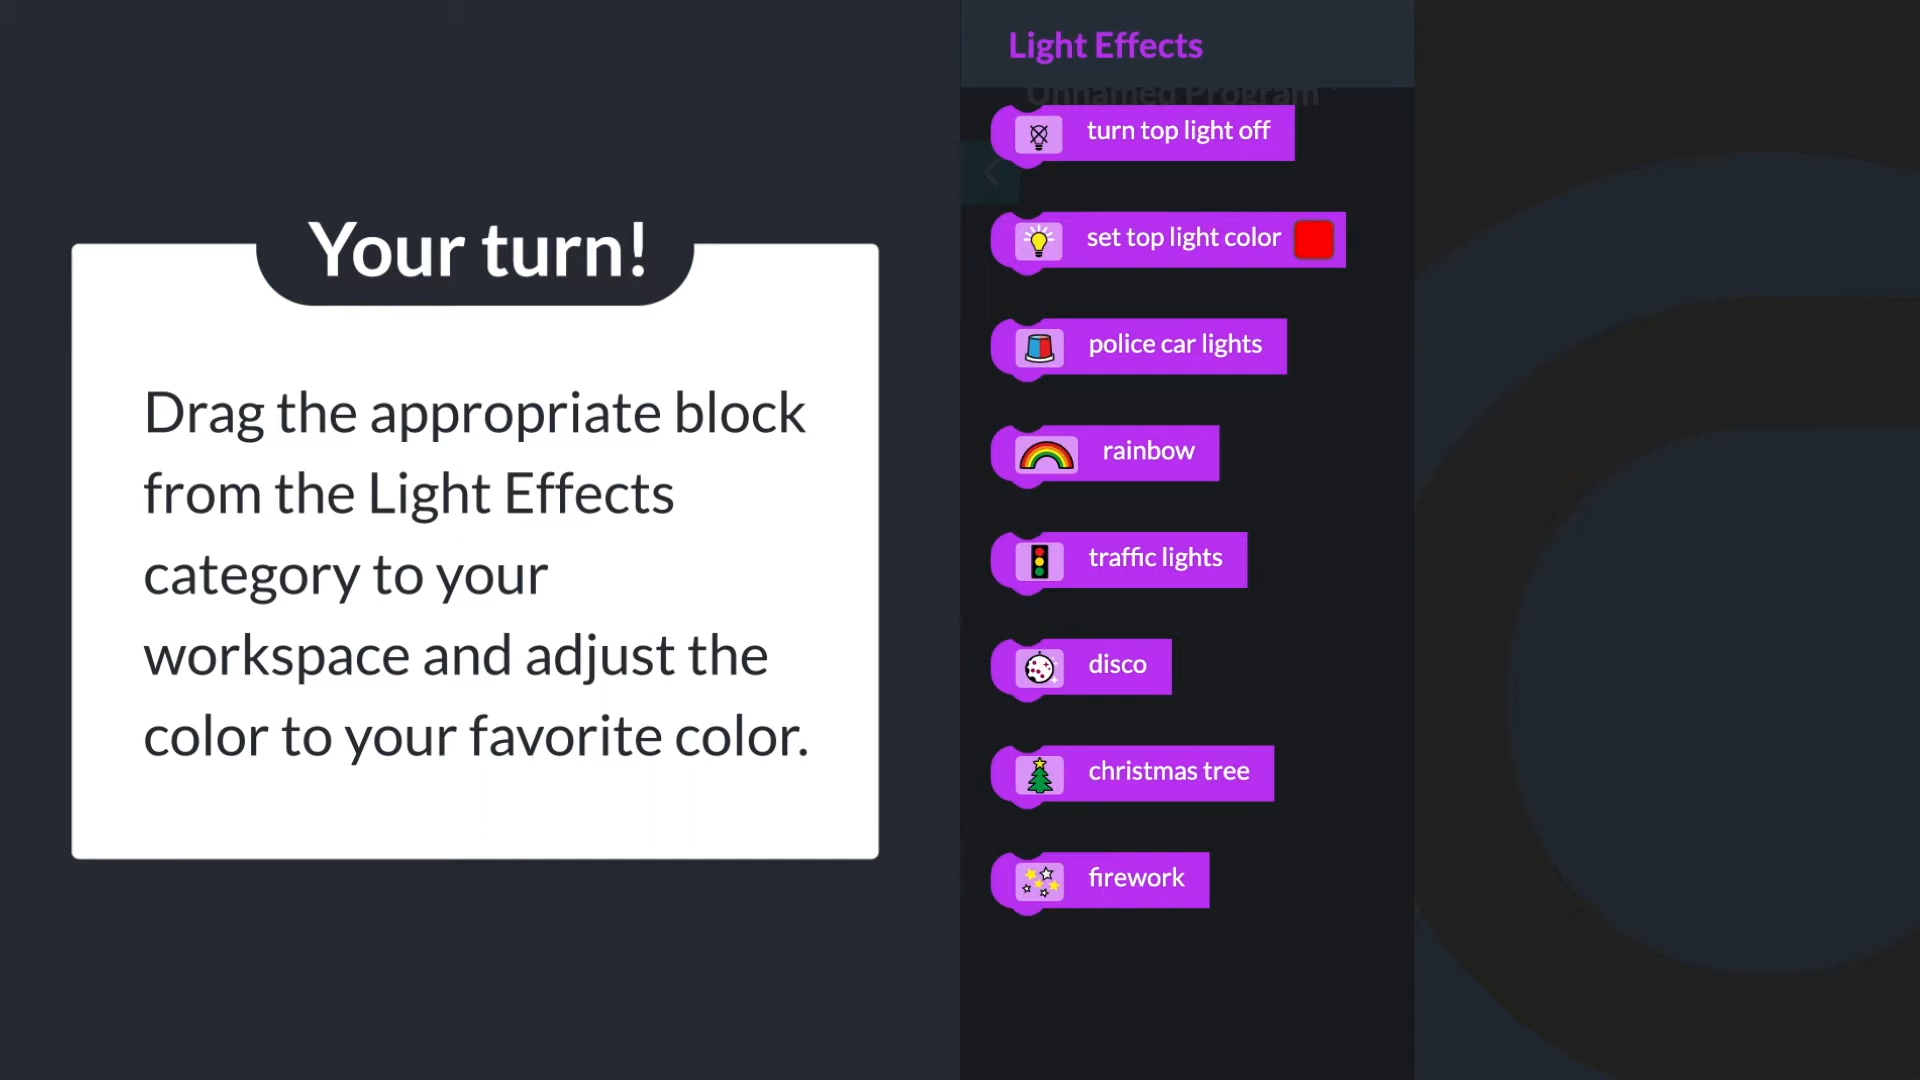 Your turn!
Drag the appropriate block
from the Light Effects
category to your
workspace and adjust the
color to your favorite color.
Light Effects
Unnamed Program
turn top light off
set top light color
police car lights
rainbow
traffic lights
disco
christmas tree
firework